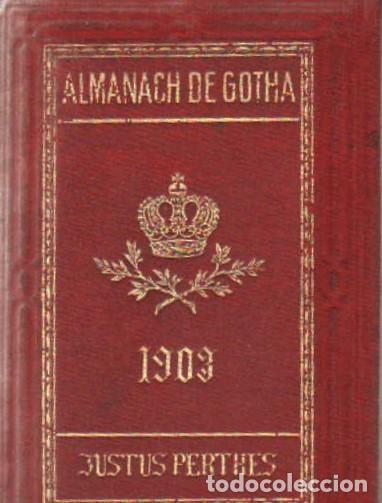 ALMANACH DE GOTHA
1903
JUSTUS PERTHES
todocoleccion